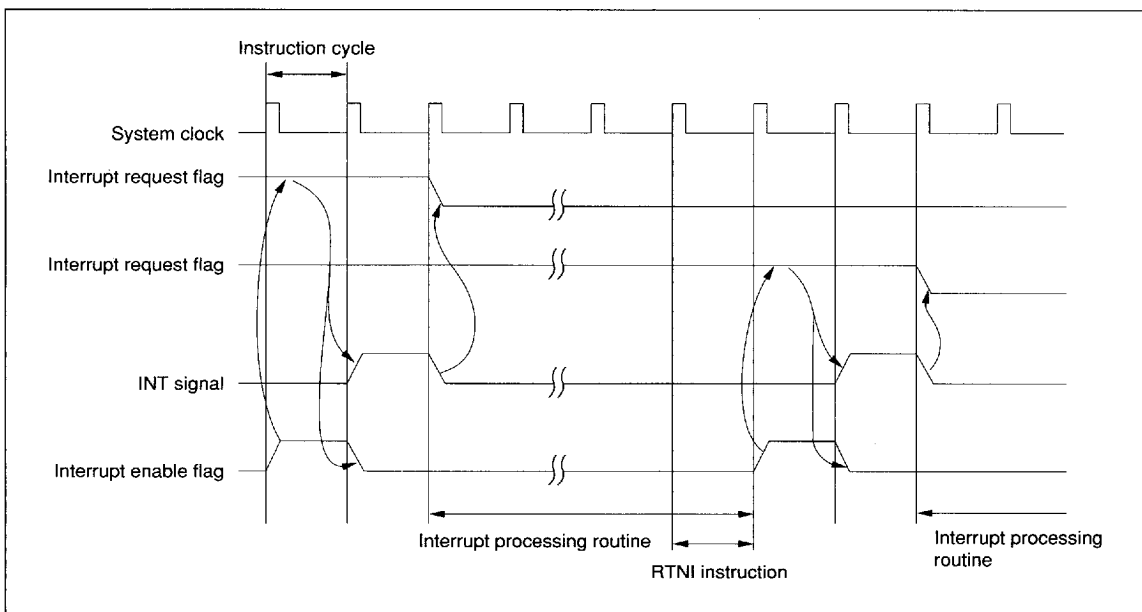 Instruction cycle
System clock
Interrupt request flag
Interrupt request flag
INT signal
Interrupt enable flag
Interrupt processing routine
RTNI instruction
Interrupt processing
routine